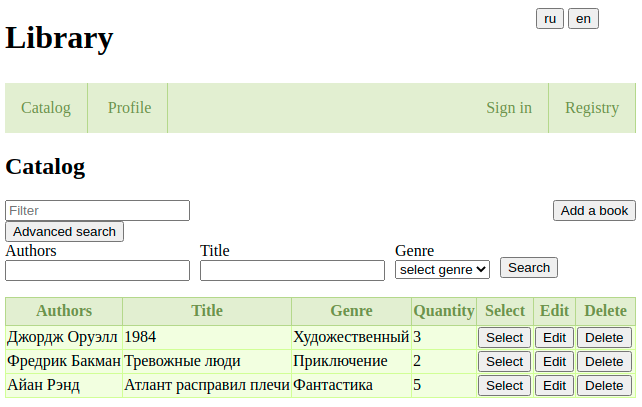 ru en
Library
Catalog Profile Sign in Registry
Catalog
Filter Add a book
Advanced search
Authors Title Genre
select genre Search
Authors Title Genre Quantity Select Edit Delete
Джордж Оруэлл 1984 Художественный 3 Select Edit Delete
Фредрик Бакман Тревожные люди Приключение 2 Select Edit Delete
Айан Рэнд Атлант расправил плечи Фантастика 5 Select Edit Delete